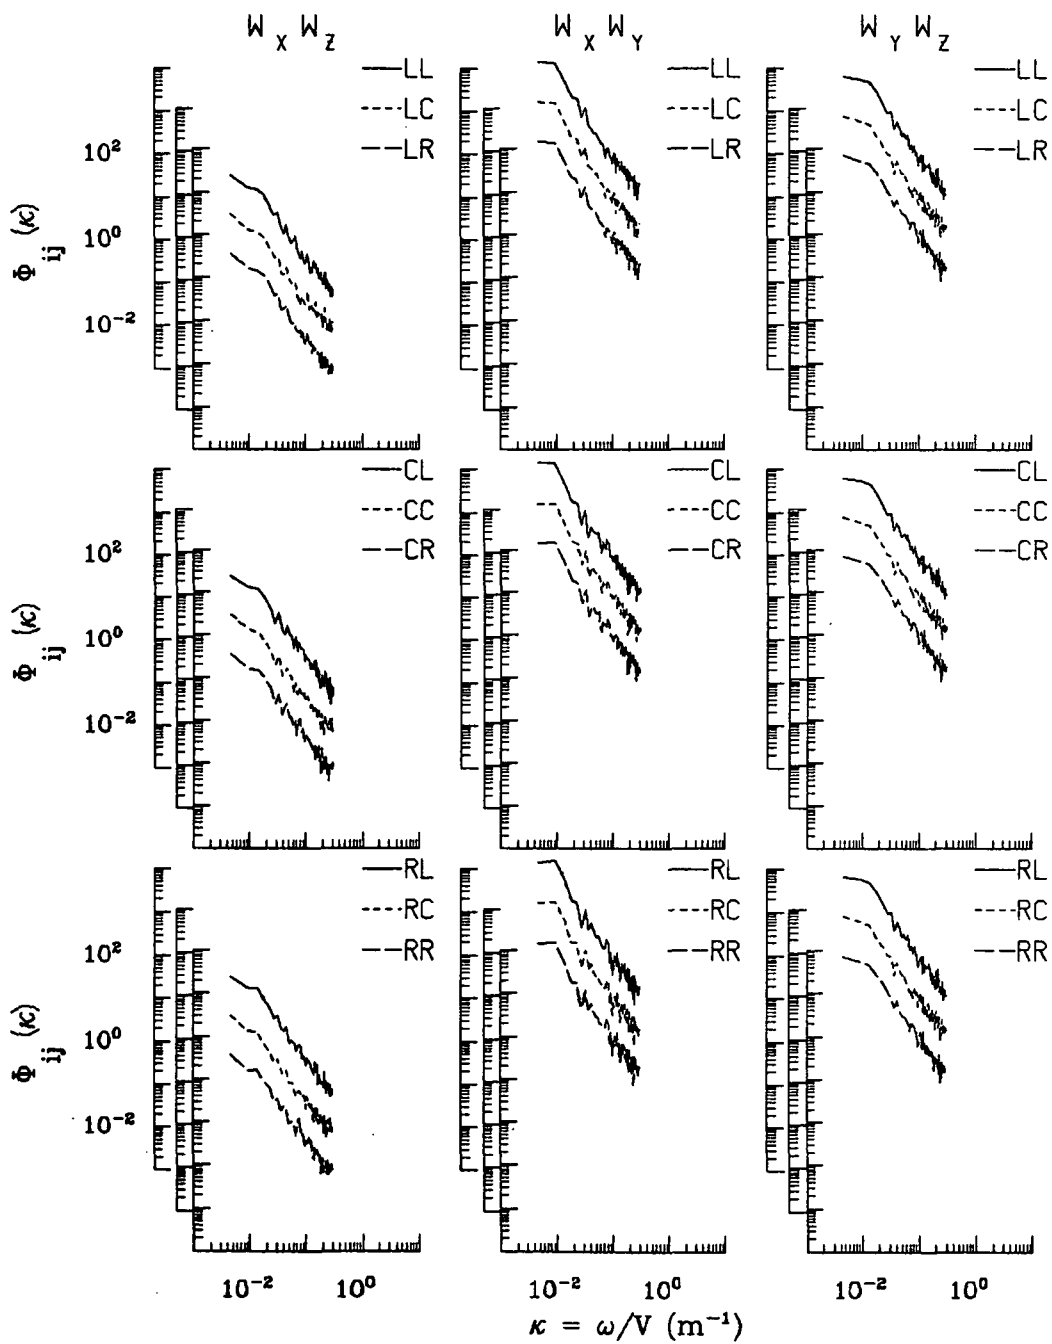 W X W Z
W X W Y
W Y W Z
LL
LC
LR
LL
LC
LR
LL
LC
LR
Φ ij (κ)
10²
10⁰
10⁻²
CL
CC
CR
CL
CC
CR
CL
CC
CR
Φ ij (κ)
10²
10⁰
10⁻²
RL
RC
RR
RL
RC
RR
RL
RC
RR
Φ ij (κ)
10²
10⁰
10⁻²
10⁻² 10⁰
10⁻² 10⁰
10⁻² 10⁰
κ = ω/V (m⁻¹)